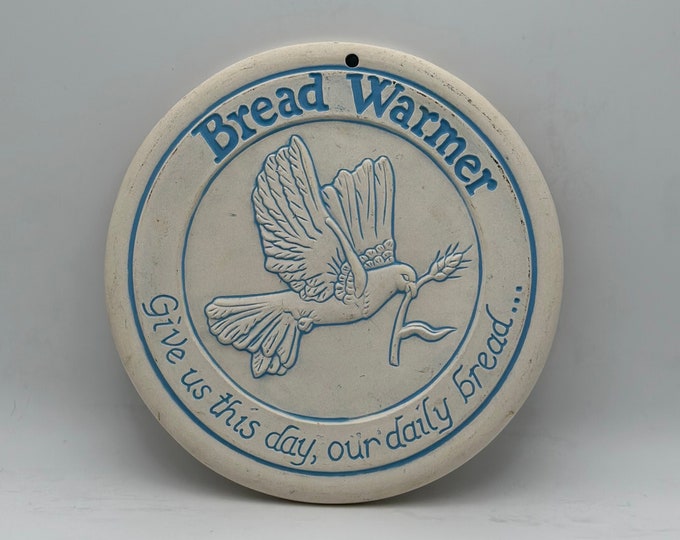 Bread Warmer
Give us this day, our daily bread...